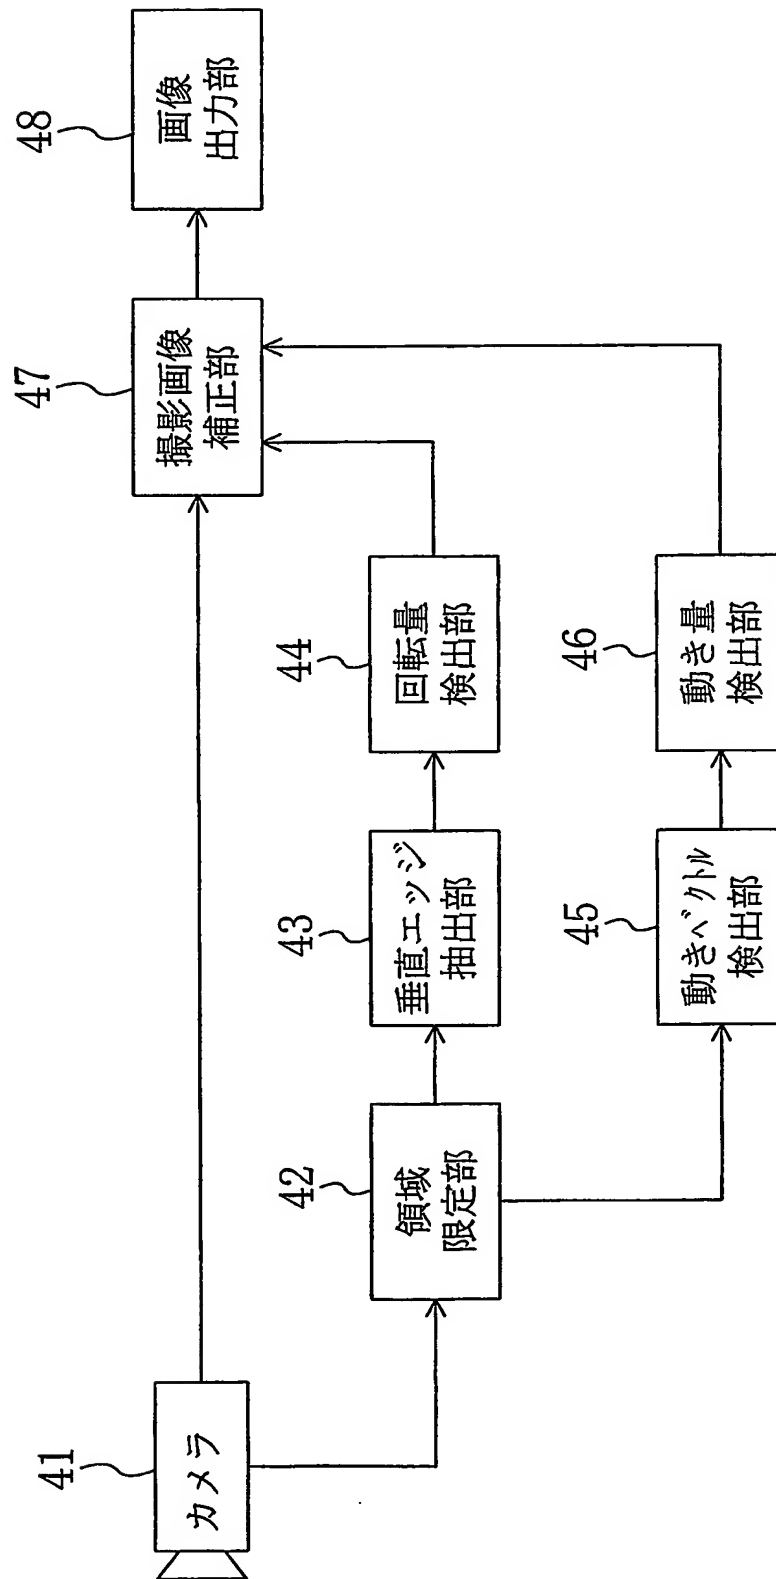 41
カメラ
42
領域
限定部
43
垂直エッジ
抽出部
44
回転量
検出部
45
動きベクトル
検出部
46
動き量
検出部
47
撮影画像
補正部
48
画像
出力部